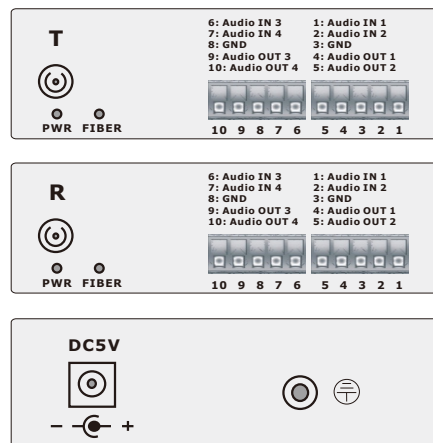 T
6: Audio IN 3 1: Audio IN 1
7: Audio IN 4 2: Audio IN 2
8: GND 3: GND
9: Audio OUT 3 4: Audio OUT 1
10: Audio OUT 4 5: Audio OUT 2
PWR FIBER
10 9 8 7 6 5 4 3 2 1
R
6: Audio IN 3 1: Audio IN 1
7: Audio IN 4 2: Audio IN 2
8: GND 3: GND
9: Audio OUT 3 4: Audio OUT 1
10: Audio OUT 4 5: Audio OUT 2
PWR FIBER
10 9 8 7 6 5 4 3 2 1
DC5V
- +